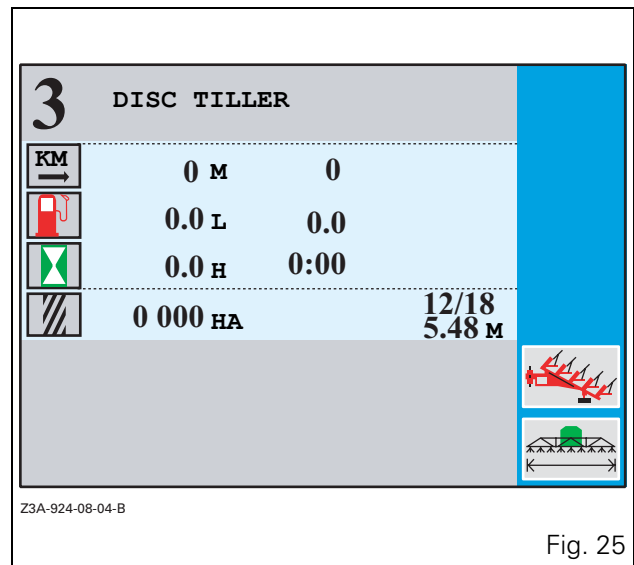 3 DISC TILLER
KM 0 M 0
0.0 L 0.0
0.0 H 0:00
0 000 HA 12/18
5.48 M
Z3A-924-08-04-B
Fig. 25